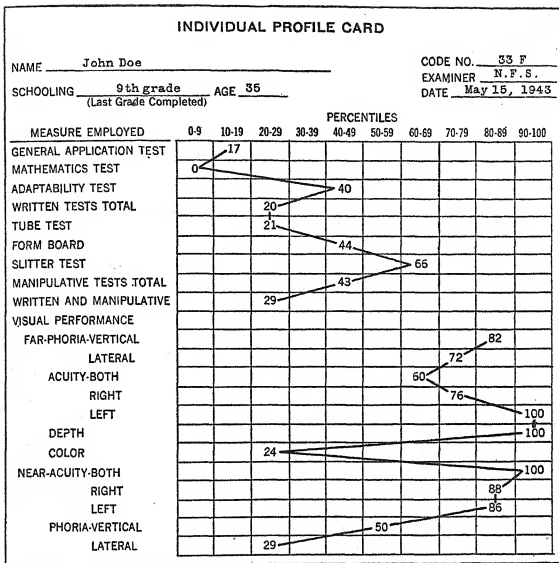 INDIVIDUAL PROFILE CARD
NAME John Doe CODE NO. 33 F
EXAMINER N.F.S.
SCHOOLING 9th grade AGE 35 DATE May 15, 1943
(Last Grade Completed)
PERCENTILES
MEASURE EMPLOYED 0-9 10-19 20-29 30-39 40-49 50-59 60-69 70-79 80-89 90-100
GENERAL APPLICATION TEST 17
MATHEMATICS TEST 0
ADAPTABILITY TEST 40
WRITTEN TESTS TOTAL 20
TUBE TEST 21
FORM BOARD 44
SLITTER TEST 66
MANIPULATIVE TESTS TOTAL 43
WRITTEN AND MANIPULATIVE 29
VISUAL PERFORMANCE
FAR-PHORIA-VERTICAL 82
LATERAL 72
ACUITY-BOTH 60
RIGHT 76
LEFT 100
DEPTH 100
COLOR 24
NEAR-ACUITY-BOTH 100
RIGHT 88
LEFT 86
PHORIA-VERTICAL 50
LATERAL 29